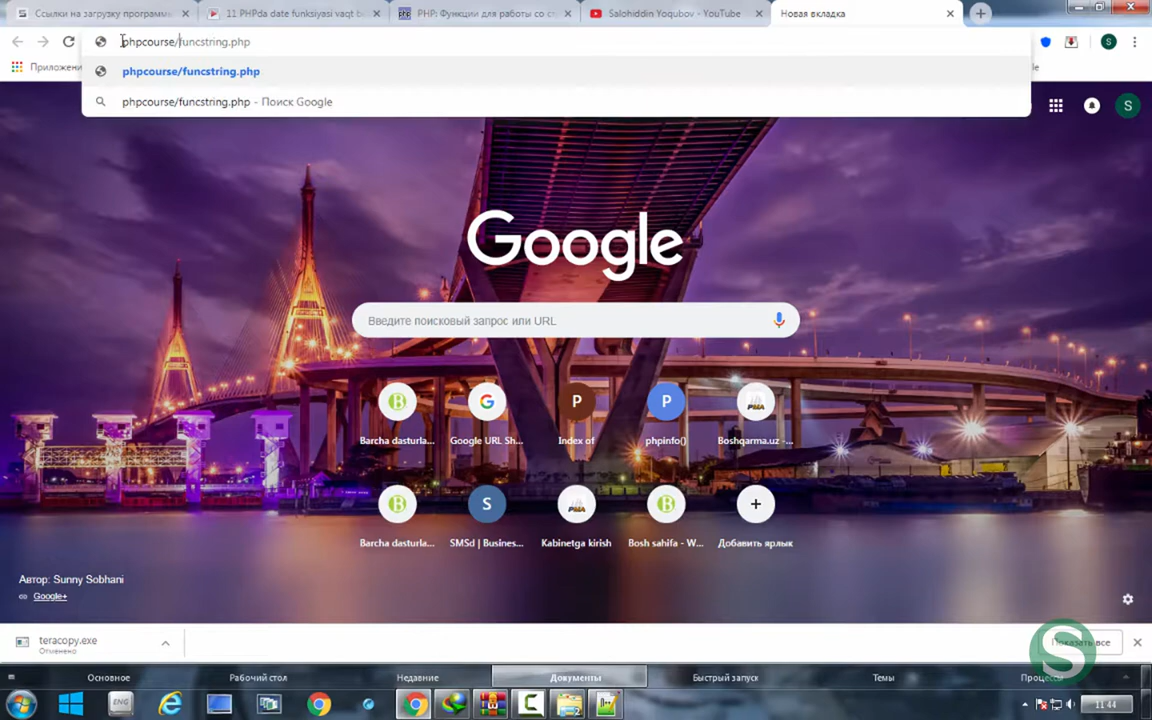 Ссылки на загрузку программ
11 PHPda date funksiyasi vaqt b
PHP: Функции для работы со ст
Salohiddin Yoqubov - YouTube
Новая вкладка
phpcourse/funcstring.php
Приложени
phpcourse/funcstring.php
phpcourse/funcstring.php - Поиск Google
S
S
Google
Введите поисковый запрос или URL
Barcha dasturla...
Google URL Sh...
Index of
phpinfo()
Boshqarma.uz -...
Barcha dasturla...
SMSd | Busines...
Kabinetga kirish
Bosh sahifa - W...
Добавить ярлык
Автор: Sunny Sobhani
Google+
teracopy.exe
Отменено
Показать все
Основное
Рабочий стол
Недавние
Документы
Быстрый запуск
Темы
Процессы
ENG
11 44